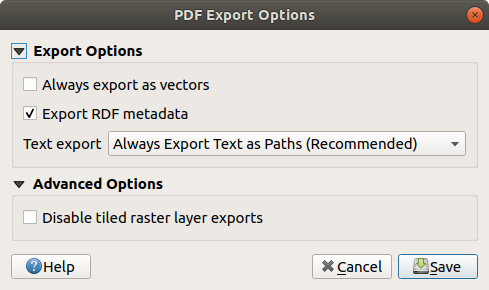 PDF Export Options
Export Options
Always export as vectors
Export RDF metadata
Text export Always Export Text as Paths (Recommended)
Advanced Options
Disable tiled raster layer exports
Help Cancel Save